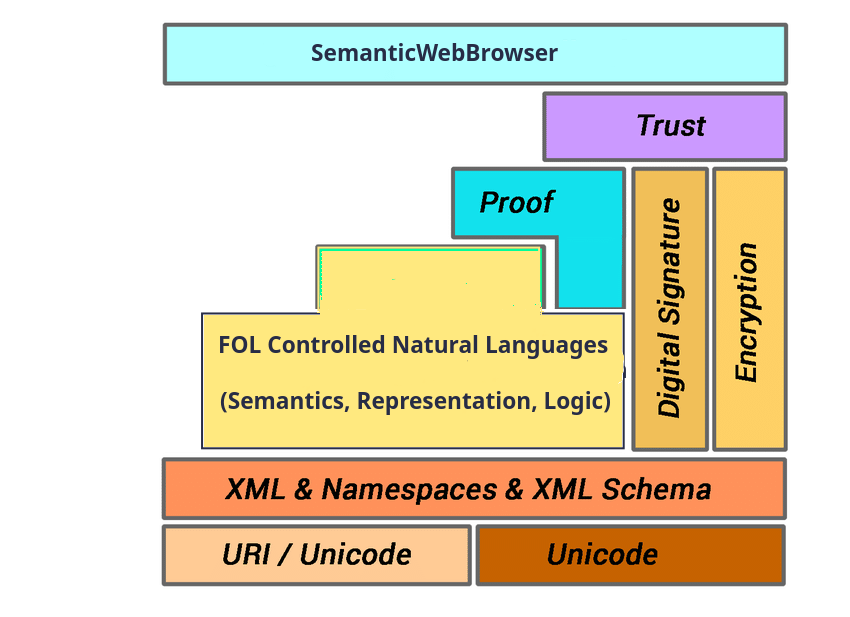 SemanticWebBrowser
Trust
Proof
Digital Signature
Encryption
FOL Controlled Natural Languages
(Semantics, Representation, Logic)
XML & Namespaces & XML Schema
URI / Unicode
Unicode